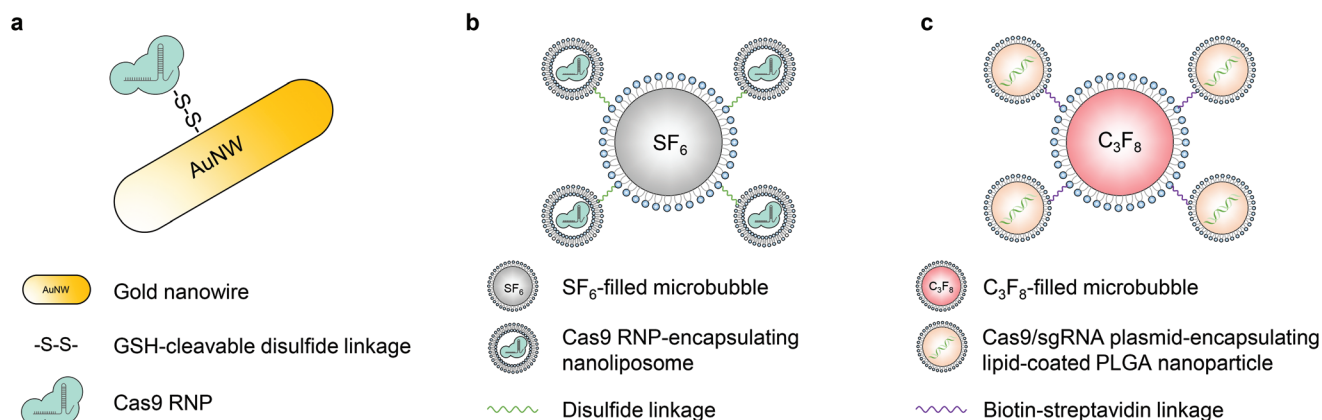 a
-S-S-
AuNW
AuNW
Gold nanowire
-S-S-
GSH-cleavable disulfide linkage
Cas9 RNP
b
SF6
SF6
SF6-filled microbubble
Cas9 RNP-encapsulating
nanoliposome
Disulfide linkage
c
C3F8
C3F8
C3F8-filled microbubble
Cas9/sgRNA plasmid-encapsulating
lipid-coated PLGA nanoparticle
Biotin-streptavidin linkage